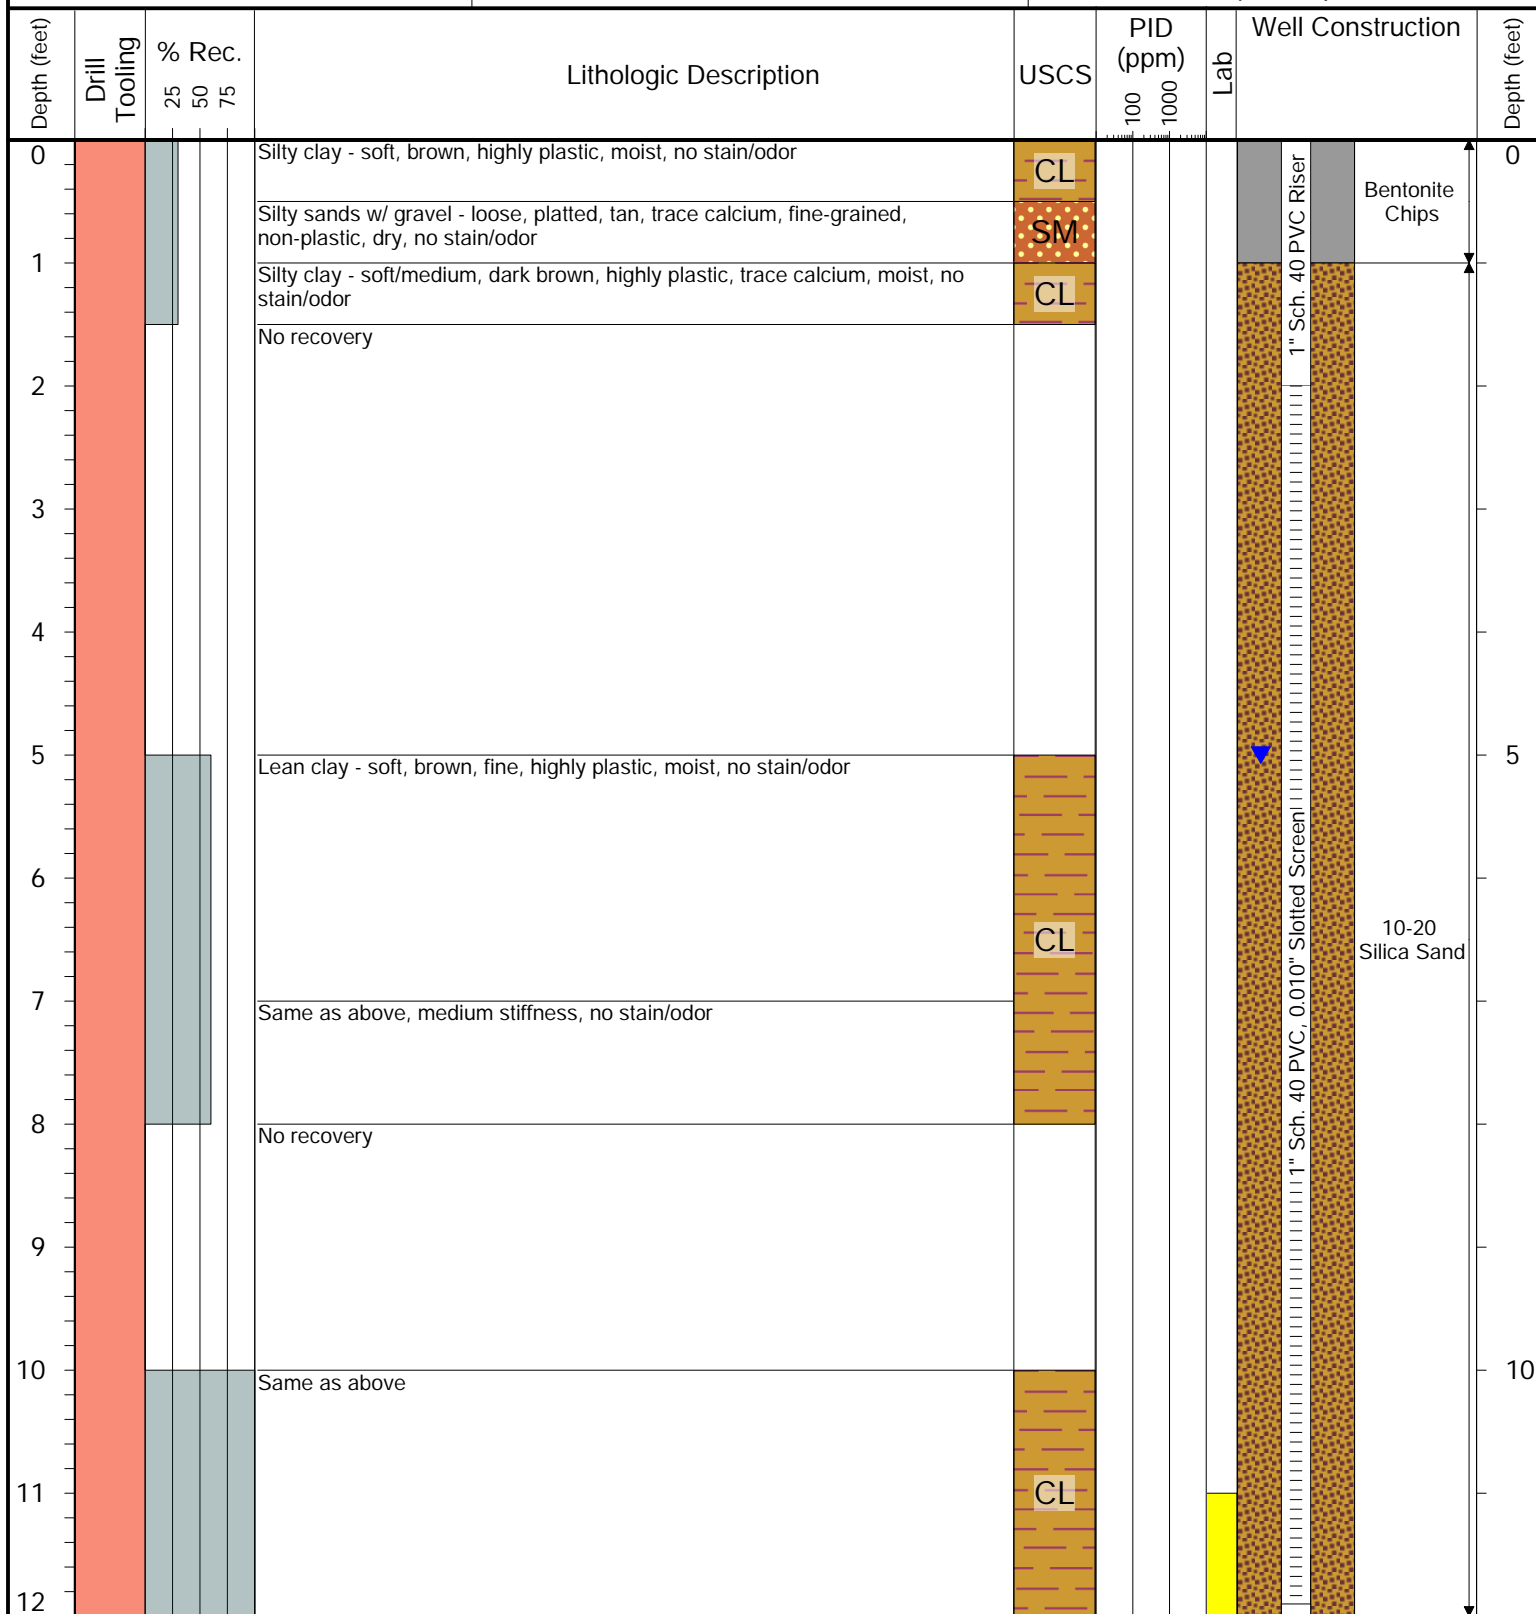 Depth (feet)
Drill
Tooling
% Rec.
25
50
75
Lithologic Description
USCS
PID
(ppm)
100
1000
Lab
Well Construction
Depth (feet)
0
Silty clay - soft, brown, highly plastic, moist, no stain/odor
CL
0
Silty sands w/ gravel - loose, platted, tan, trace calcium, fine-grained,
non-plastic, dry, no stain/odor
SM
Bentonite
Chips
1
Silty clay - soft/medium, dark brown, highly plastic, trace calcium, moist, no
stain/odor
CL
1" Sch. 40 PVC Riser
No recovery
2
3
4
5
Lean clay - soft, brown, fine, highly plastic, moist, no stain/odor
5
6
CL
1" Sch. 40 PVC, 0.010" Slotted Screen
10-20
Silica Sand
7
Same as above, medium stiffness, no stain/odor
8
No recovery
9
10
Same as above
10
11
CL
12